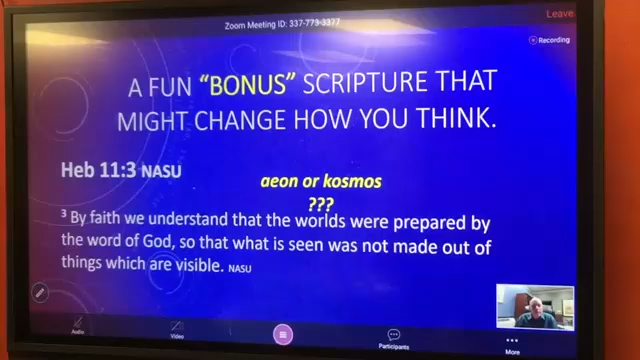 Zoom Meeting ID: 337-773-3377
Leave
Recording
A FUN “BONUS” SCRIPTURE THAT
MIGHT CHANGE HOW YOU THINK.
Heb 11:3 NASU
aeon or kosmos
???
3 By faith we understand that the worlds were prepared by
the word of God, so that what is seen was not made out of
things which are visible. NASU
Audio
Video
Participants
More